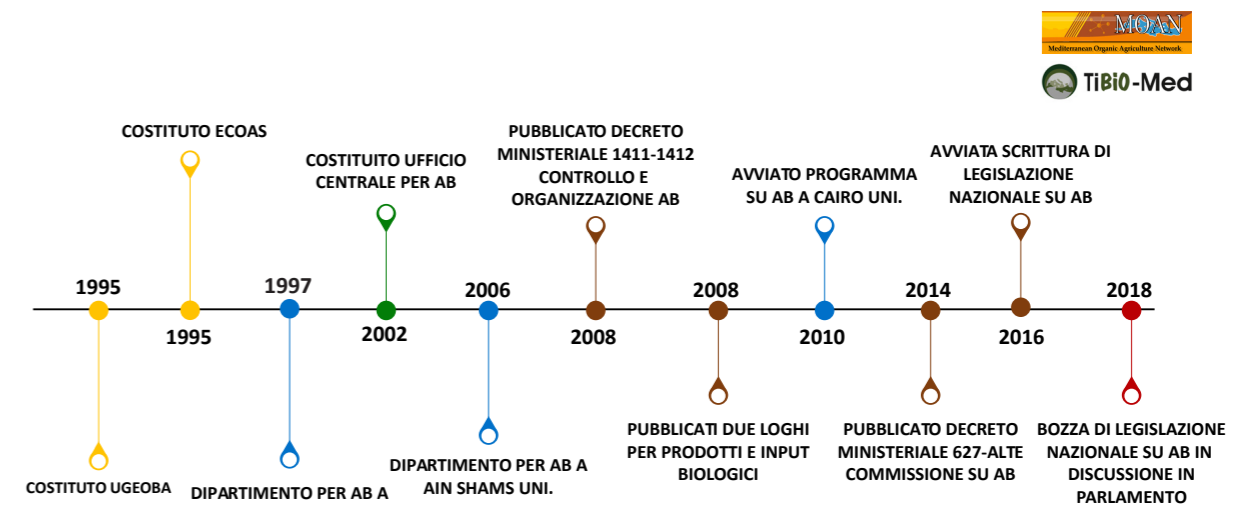 MOAN
Mediterranean Organic Agriculture Network
TiBiO-Med
COSTITUTO ECOAS
COSTITUITO UFFICIO
CENTRALE PER AB
PUBBLICATO DECRETO
MINISTERIALE 1411-1412
CONTROLLO E
ORGANIZZAZIONE AB
AVVIATO PROGRAMMA
SU AB A CAIRO UNI.
AVVIATA SCRITTURA DI
LEGISLAZIONE
NAZIONALE SU AB
1995
1995
1997
2002
2006
2008
2008
2010
2014
2016
2018
COSTITUTO UGEOBA
DIPARTIMENTO PER AB A
DIPARTIMENTO PER AB A
AIN SHAMS UNI.
PUBBLICATI DUE LOGHI
PER PRODOTTI E INPUT
BIOLOGICI
PUBBLICATO DECRETO
MINISTERIALE 627-ALTE
COMMISSIONE SU AB
BOZZA DI LEGISLAZIONE
NAZIONALE SU AB IN
DISCUSSIONE IN
PARLAMENTO